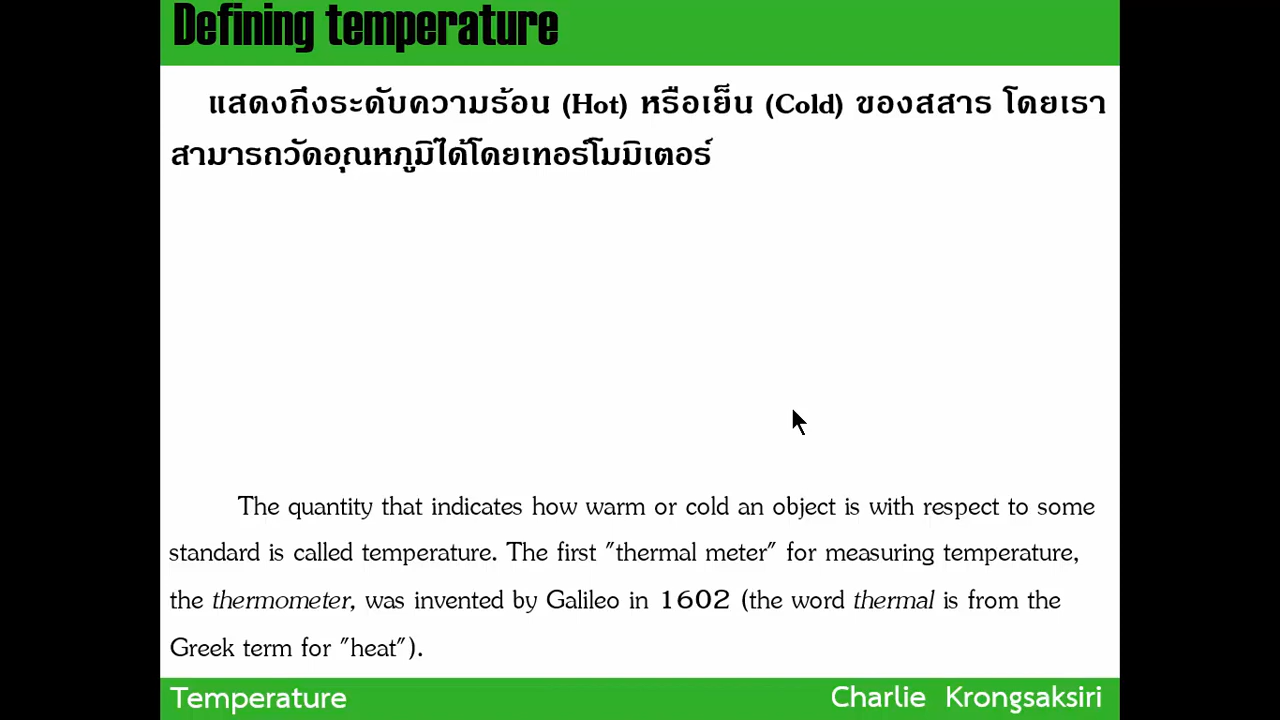 Defining temperature
แสดงถึงระดับความร้อน (Hot) หรือเย็น (Cold) ของสสาร โดยเรา
สามารถวัดอุณหภูมิได้โดยเทอร์โมมิเตอร์
The quantity that indicates how warm or cold an object is with respect to some
standard is called temperature. The first "thermal meter" for measuring temperature,
the thermometer, was invented by Galileo in 1602 (the word thermal is from the
Greek term for "heat").
Temperature
Charlie Krongsaksiri